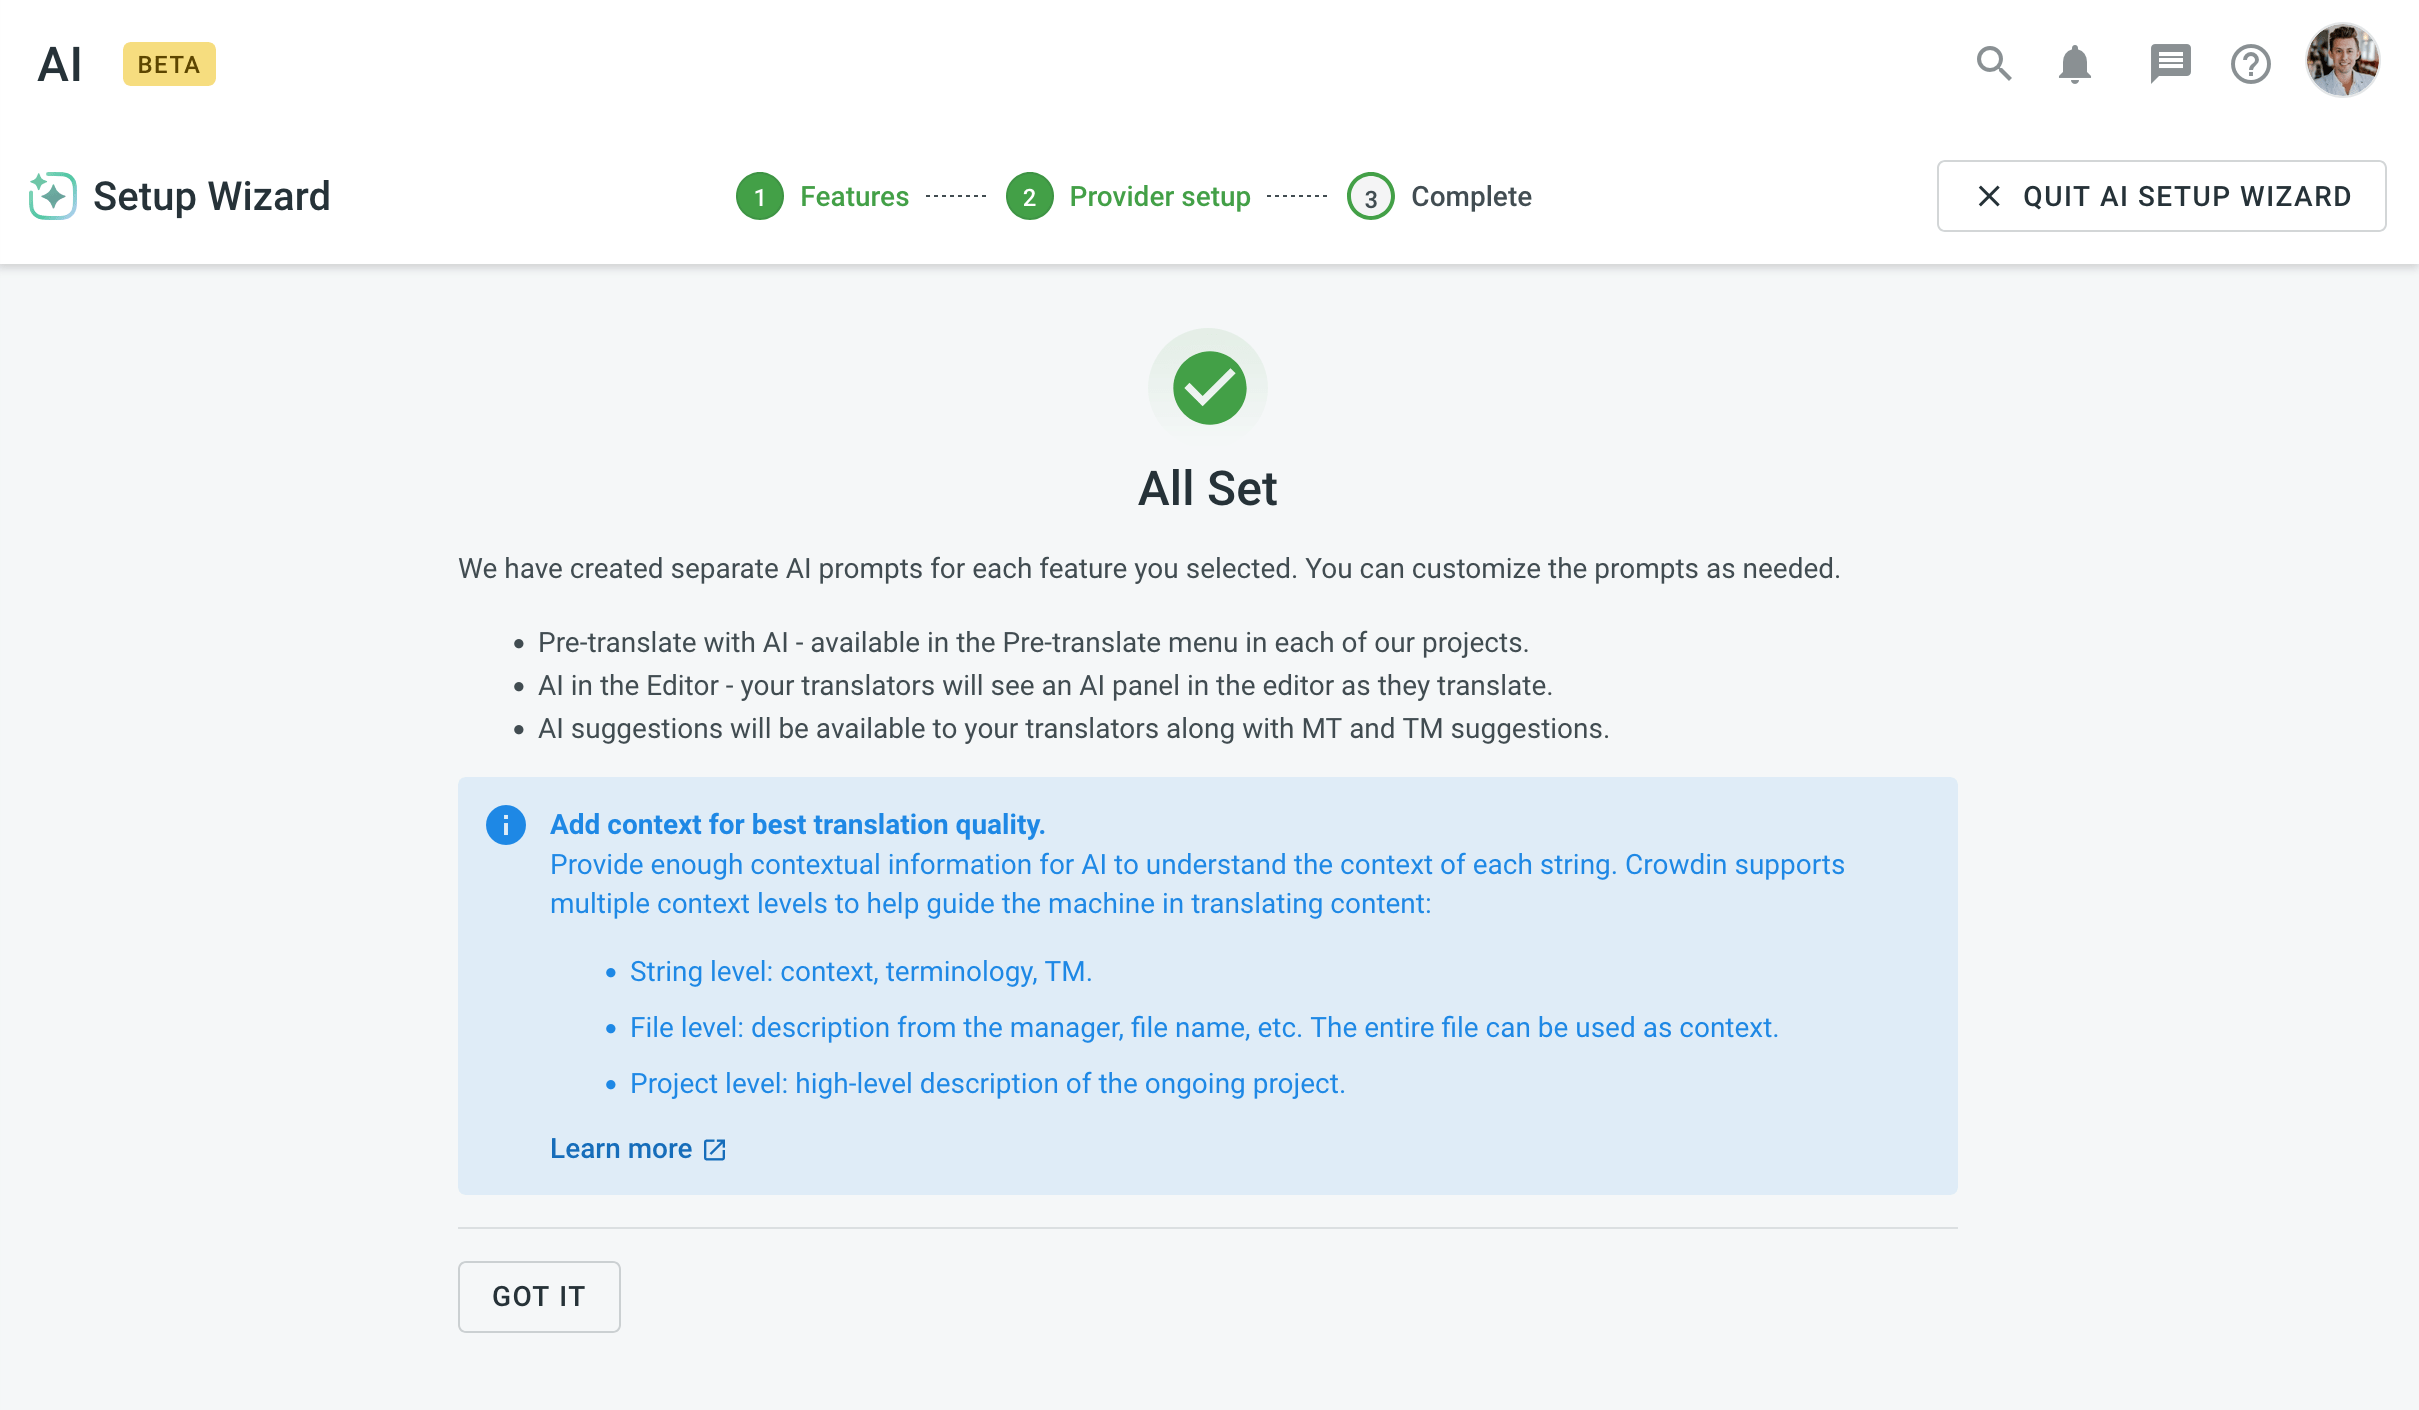 AI BETA
Setup Wizard
1 Features 2 Provider setup 3 Complete
QUIT AI SETUP WIZARD
All Set
We have created separate AI prompts for each feature you selected. You can customize the prompts as needed.
• Pre-translate with AI - available in the Pre-translate menu in each of our projects.
• AI in the Editor - your translators will see an AI panel in the editor as they translate.
• AI suggestions will be available to your translators along with MT and TM suggestions.
Add context for best translation quality.
Provide enough contextual information for AI to understand the context of each string. Crowdin supports
multiple context levels to help guide the machine in translating content:
• String level: context, terminology, TM.
• File level: description from the manager, file name, etc. The entire file can be used as context.
• Project level: high-level description of the ongoing project.
Learn more
GOT IT